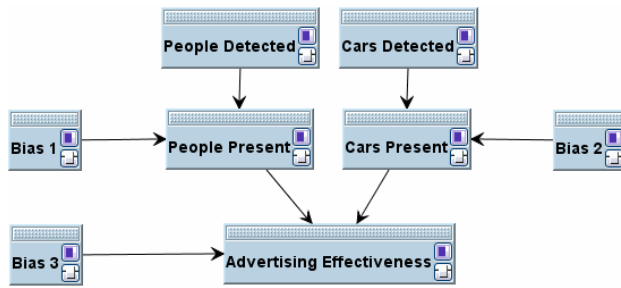 People Detected
Cars Detected
Bias 1
People Present
Cars Present
Bias 2
Bias 3
Advertising Effectiveness